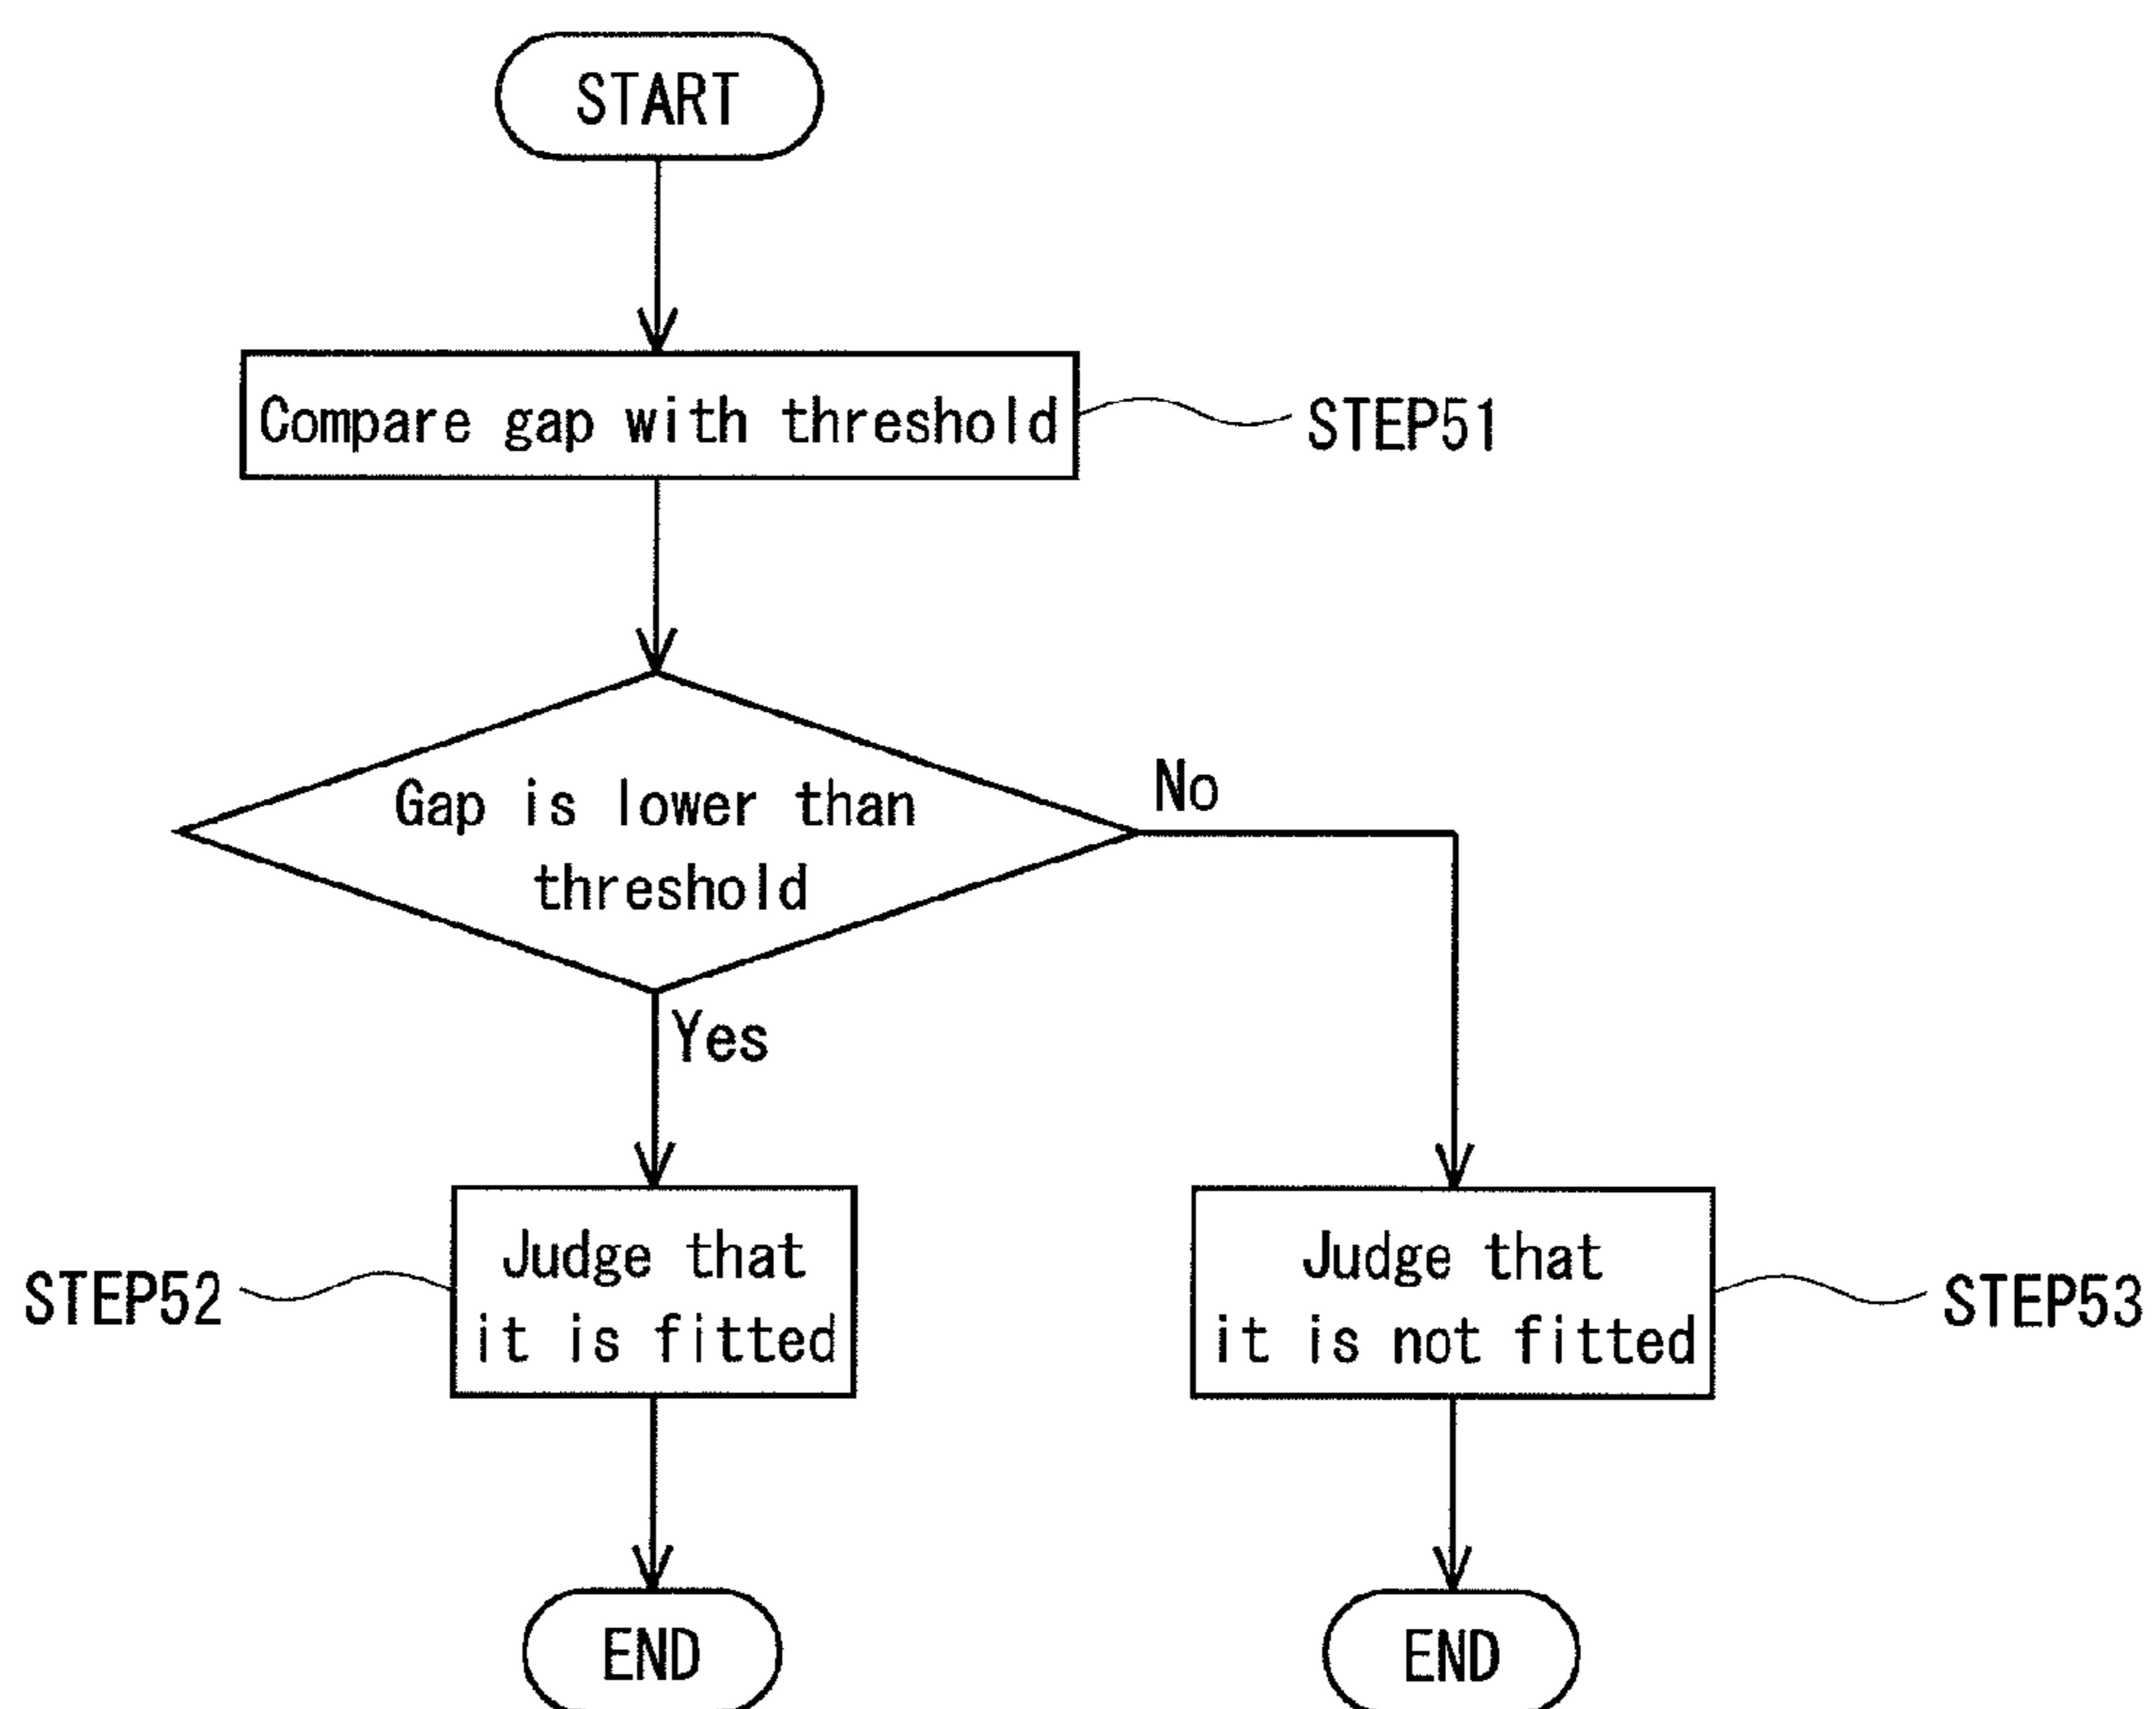 START
Compare gap with threshold
STEP51
Gap is lower than
threshold
No
Yes
Judge that
it is fitted
STEP52
Judge that
it is not fitted
STEP53
END
END